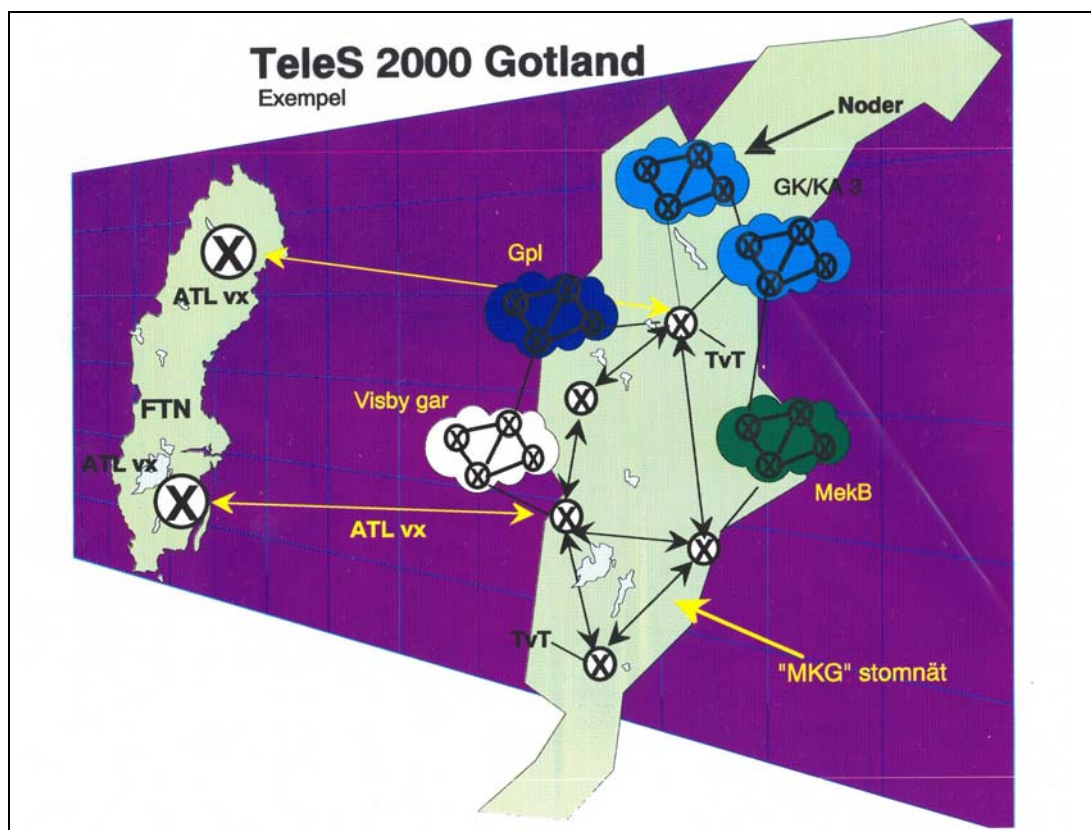 TeleS 2000 Gotland
Exempel
Noder
GK/KA 3
Gpl
X
ATL vx
X
TvT
Visby gar
X
FTN
ATL vx
MekB
X
ATL vx
X
X
TvT
X
"MKG" stomnät